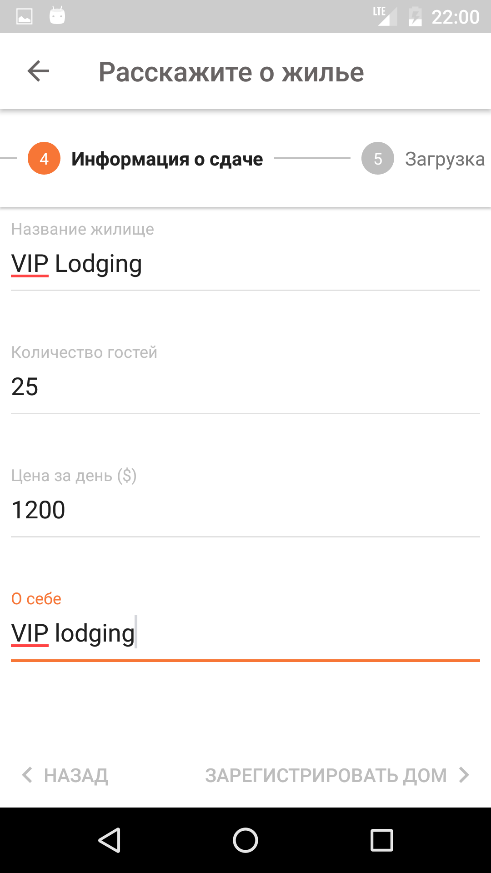 LTE 22:00
Расскажите о жилье
4 Информация о сдаче 5 Загрузка
Название жилище
VIP Lodging
Количество гостей
25
Цена за день ($)
1200
О себе
VIP lodging
НАЗАД ЗАРЕГИСТРИРОВАТЬ ДОМ